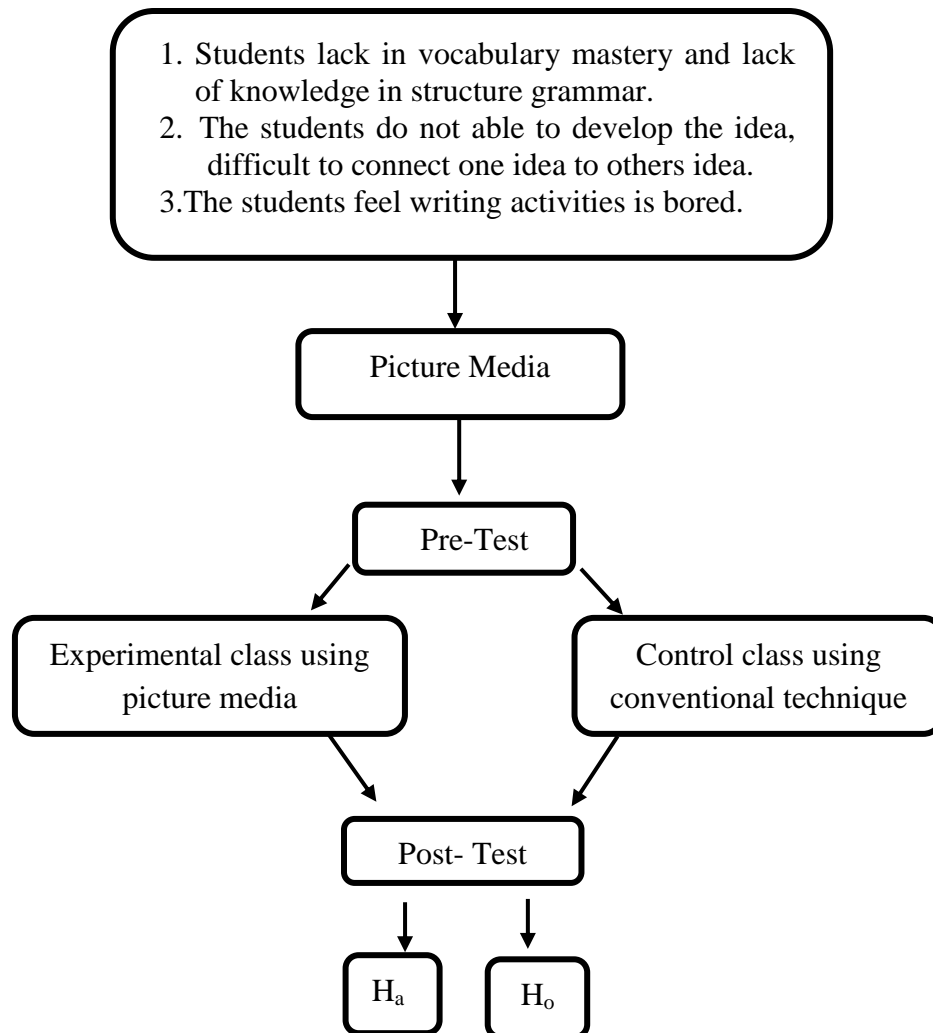 1. Students lack in vocabulary mastery and lack
of knowledge in structure grammar.
2. The students do not able to develop the idea,
difficult to connect one idea to others idea.
3.The students feel writing activities is bored.
Picture Media
Pre-Test
Experimental class using
picture media
Control class using
conventional technique
Post- Test
Ha
Ho